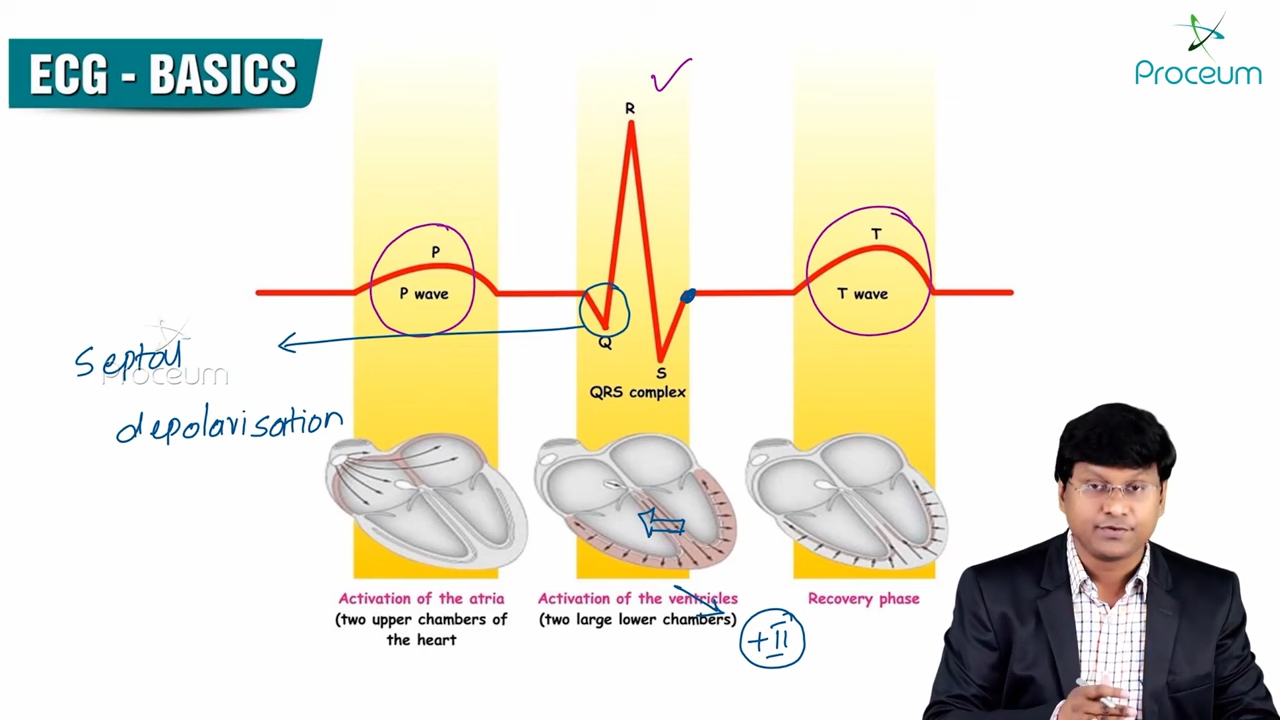 ECG - BASICS
Proceum
R
P
T
P wave
T wave
Q
S
QRS complex
Septal
Proceum
depolarisation
Activation of the atria
(two upper chambers of
the heart
Activation of the ventricles
(two large lower chambers)
Recovery phase
+II